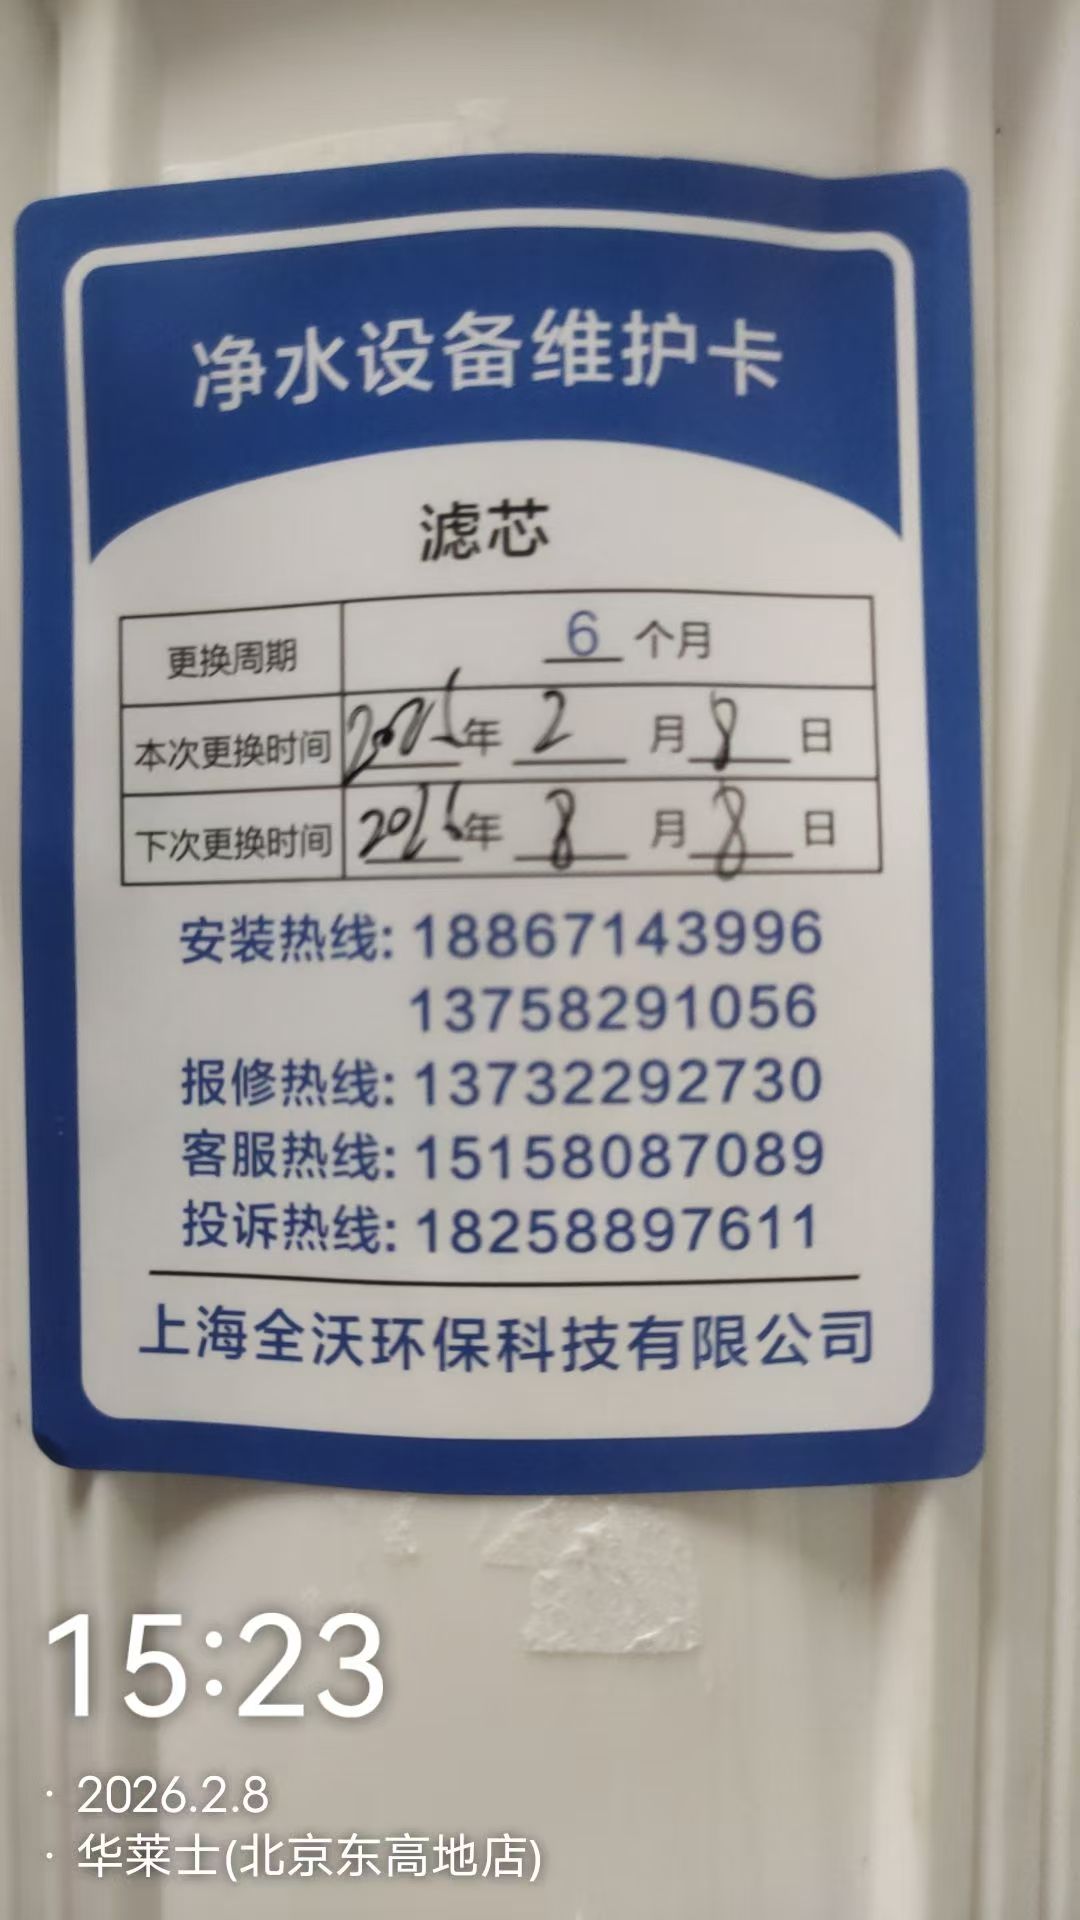 净水设备维护卡
滤芯
更换周期 6 个月
本次更换时间 2026年 2 月 8 日
下次更换时间 2026年 8 月 8 日
安装热线: 18867143996
13758291056
报修热线: 13732292730
客服热线: 15158087089
投诉热线: 18258897611
上海全沃环保科技有限公司
15:23
· 2026.2.8
· 华莱士(北京东高地店)